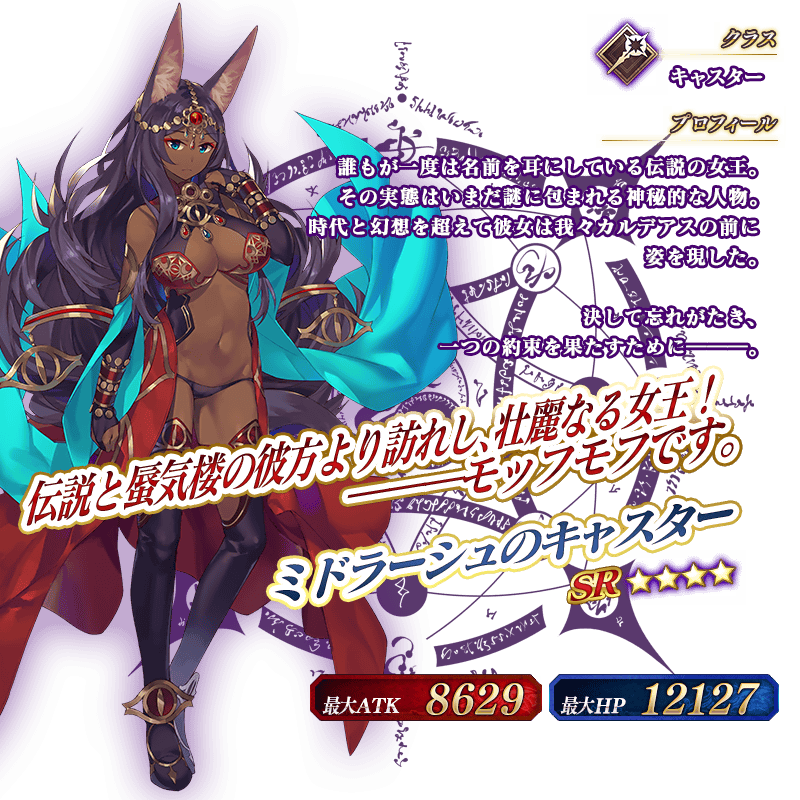 クラス
キャスター
プロフィール
誰もが一度は名前を耳にしている伝説の女王。
その実態はいまだ謎に包まれる神秘的な人物。
時代と幻想を超えて彼女は我々カルデアスの前に
姿を現した。
決して忘れがたき、
一つの約束を果たすために───。
伝説と蜃気楼の彼方より訪れし、壮麗なる女王！
───モッフモフです。
ミドラーシュのキャスター
SR ★★★★
最大ATK 8629
最大HP 12127